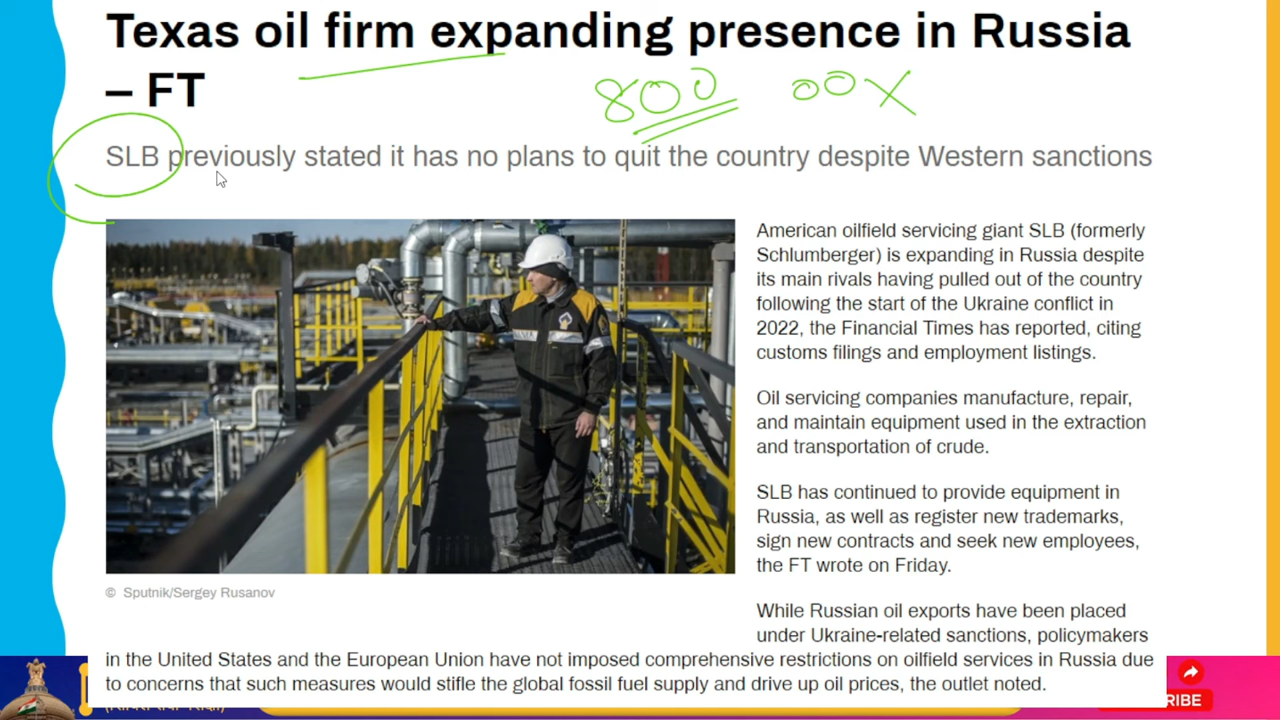 Texas oil firm expanding presence in Russia
– FT
800 00X
SLB previously stated it has no plans to quit the country despite Western sanctions
American oilfield servicing giant SLB (formerly
Schlumberger) is expanding in Russia despite
its main rivals having pulled out of the country
following the start of the Ukraine conflict in
2022, the Financial Times has reported, citing
customs filings and employment listings.
Oil servicing companies manufacture, repair,
and maintain equipment used in the extraction
and transportation of crude.
SLB has continued to provide equipment in
Russia, as well as register new trademarks,
sign new contracts and seek new employees,
the FT wrote on Friday.
© Sputnik/Sergey Rusanov
While Russian oil exports have been placed
under Ukraine-related sanctions, policymakers
in the United States and the European Union have not imposed comprehensive restrictions on oilfield services in Russia due
to concerns that such measures would stifle the global fossil fuel supply and drive up oil prices, the outlet noted.
RIBE